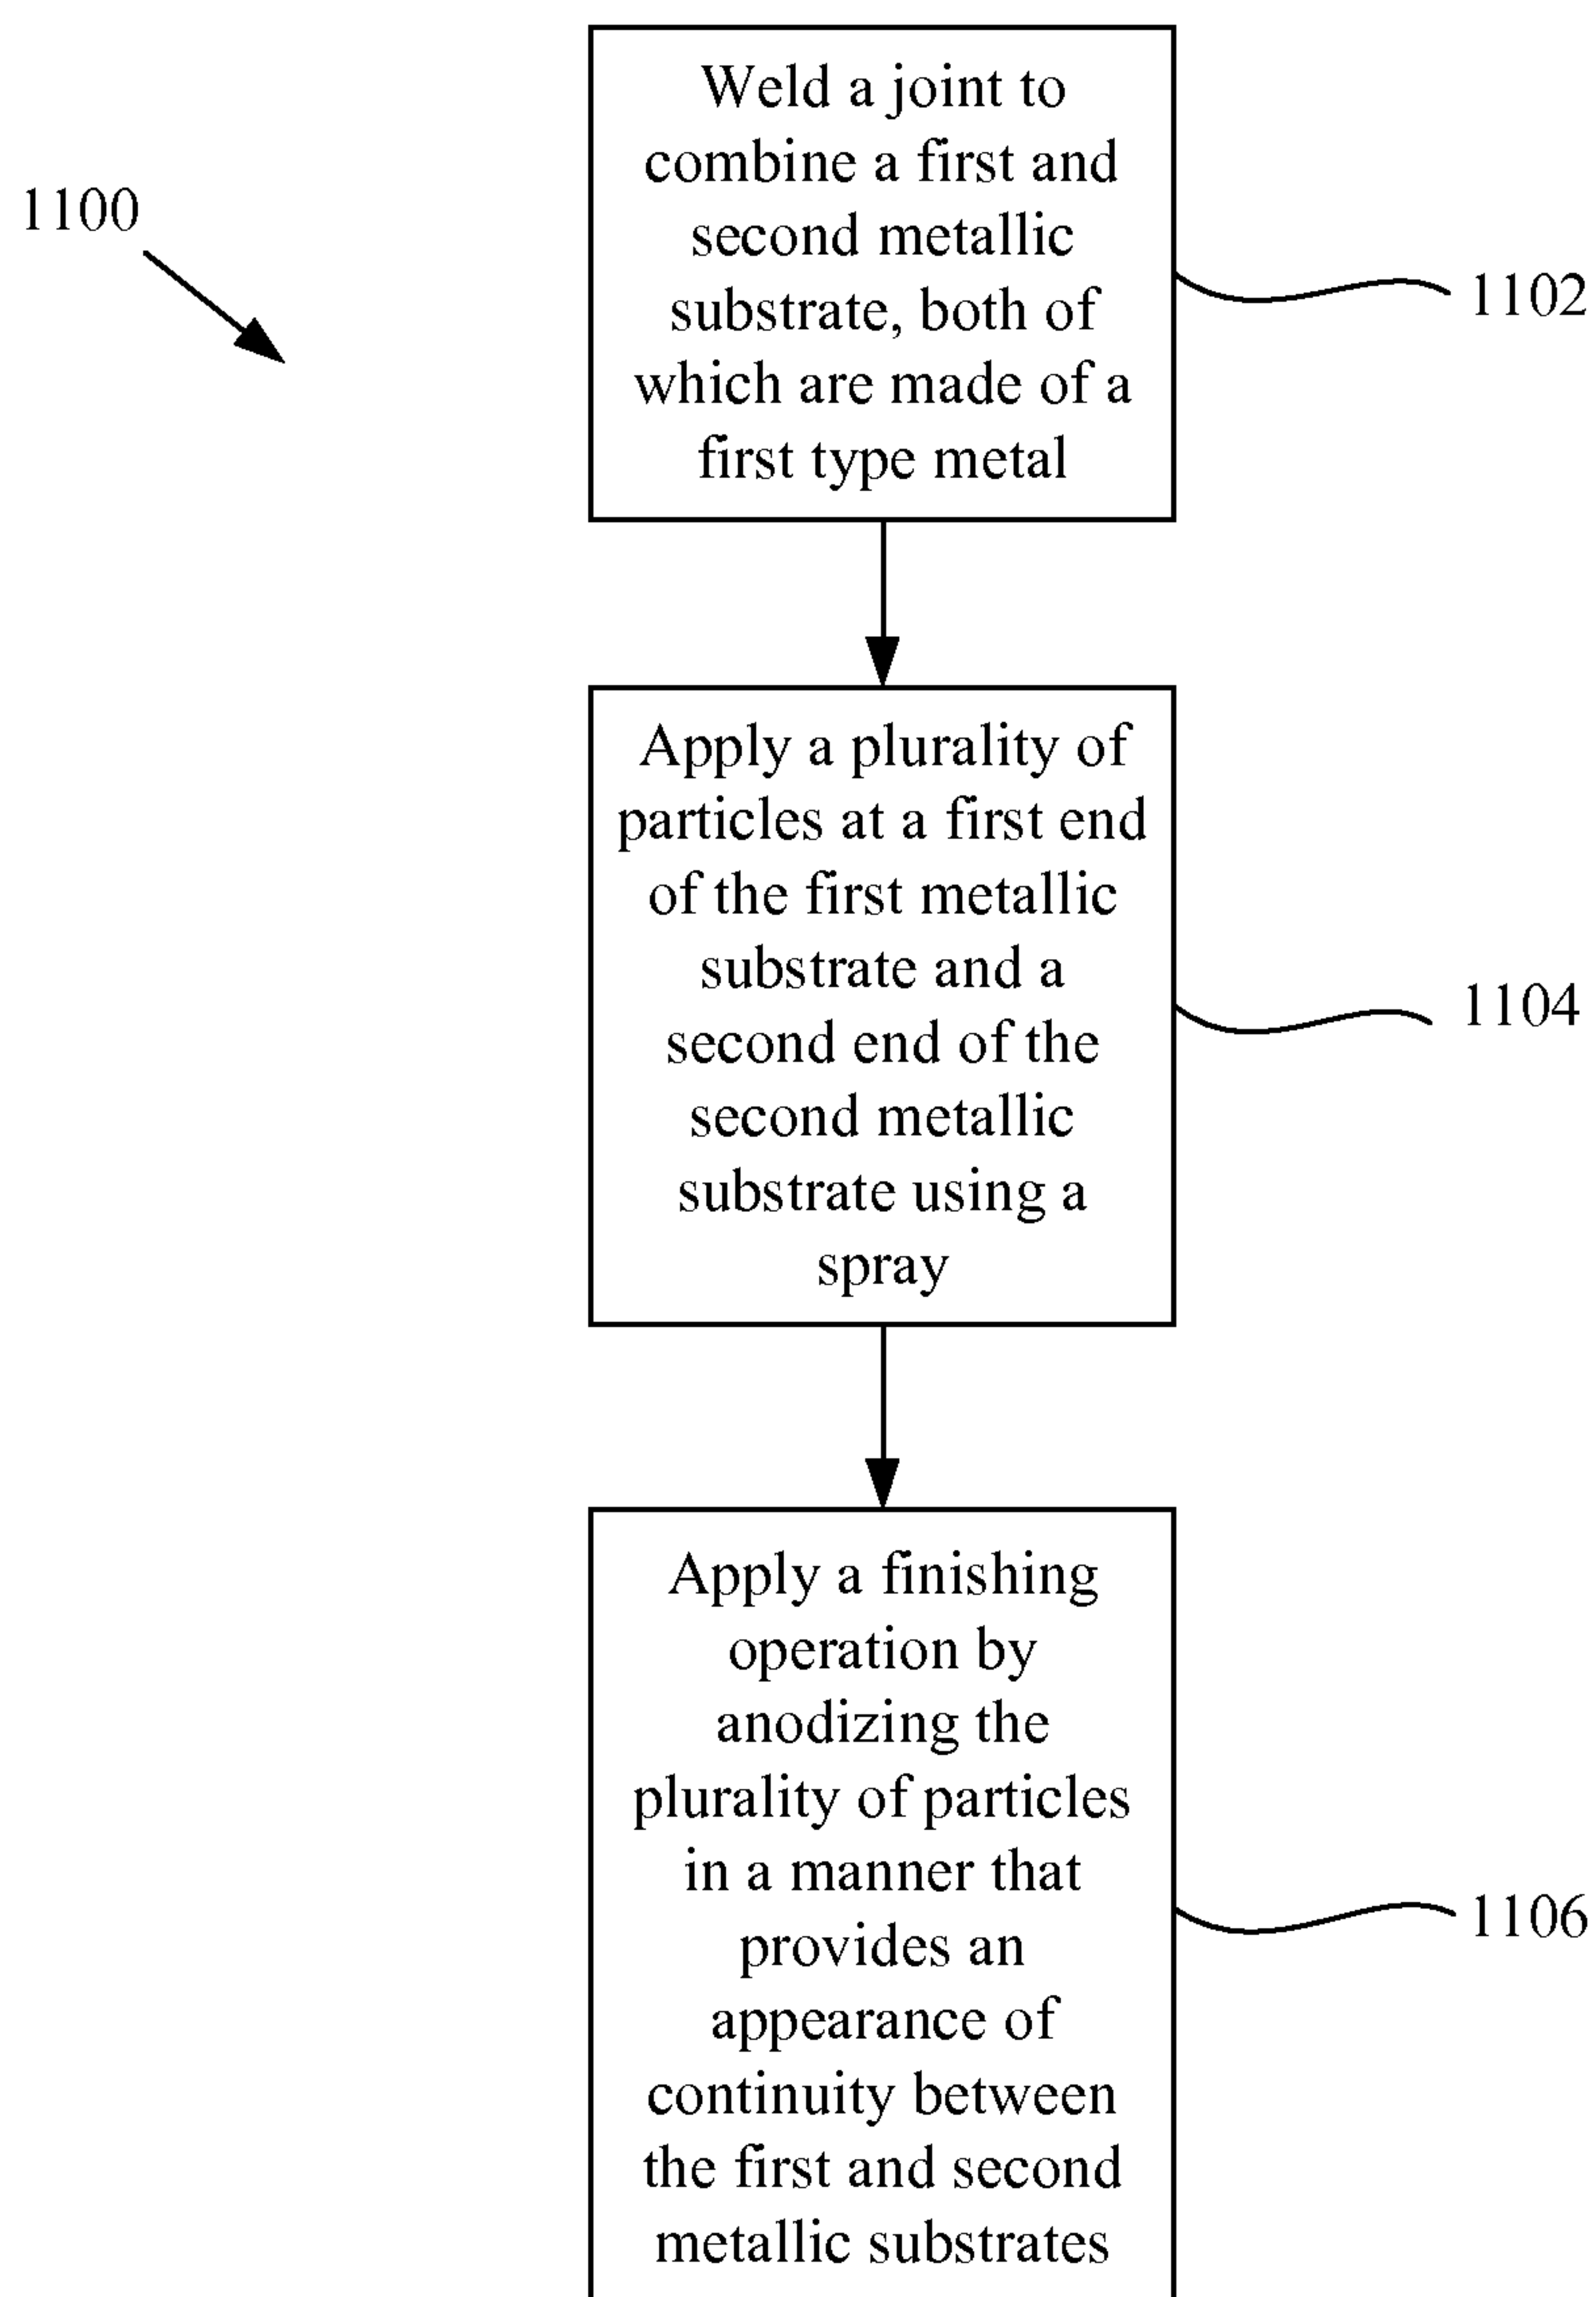 1100
Weld a joint to
combine a first and
second metallic
substrate, both of
which are made of a
first type metal
1102
Apply a plurality of
particles at a first end
of the first metallic
substrate and a
second end of the
second metallic
substrate using a
spray
1104
Apply a finishing
operation by
anodizing the
plurality of particles
in a manner that
provides an
appearance of
continuity between
the first and second
metallic substrates
1106